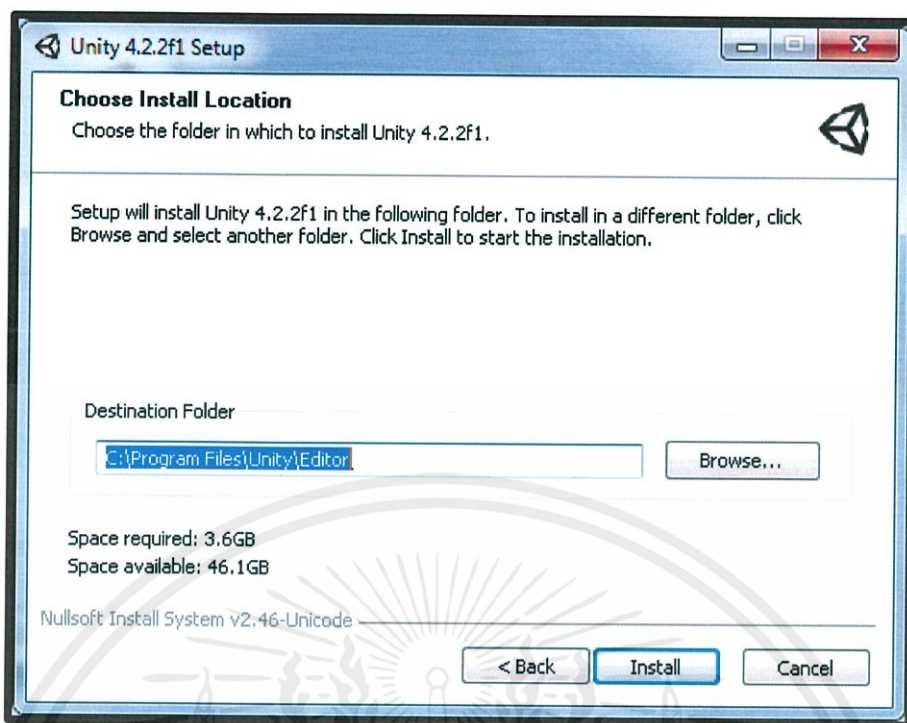 Unity 4.2.2f1 Setup
Choose Install Location
Choose the folder in which to install Unity 4.2.2f1.
Setup will install Unity 4.2.2f1 in the following folder. To install in a different folder, click
Browse and select another folder. Click Install to start the installation.
Destination Folder
C:\Program Files\Unity\Editor
Browse...
Space required: 3.6GB
Space available: 46.1GB
Nullsoft Install System v2.46-Unicode
< Back
Install
Cancel